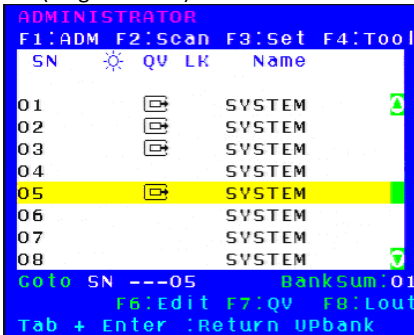 ADMINISTRATOR
F1:ADM F2:Scan F3:Set F4:Tool
SN QV LK Name
01 SYSTEM
02 SYSTEM
03 SYSTEM
04 SYSTEM
05 SYSTEM
06 SYSTEM
07 SYSTEM
08 SYSTEM
Goto SN ---05 BankSum:01
F6:Edit F7:QV F8:Lout
Tab + Enter :Return UPbank